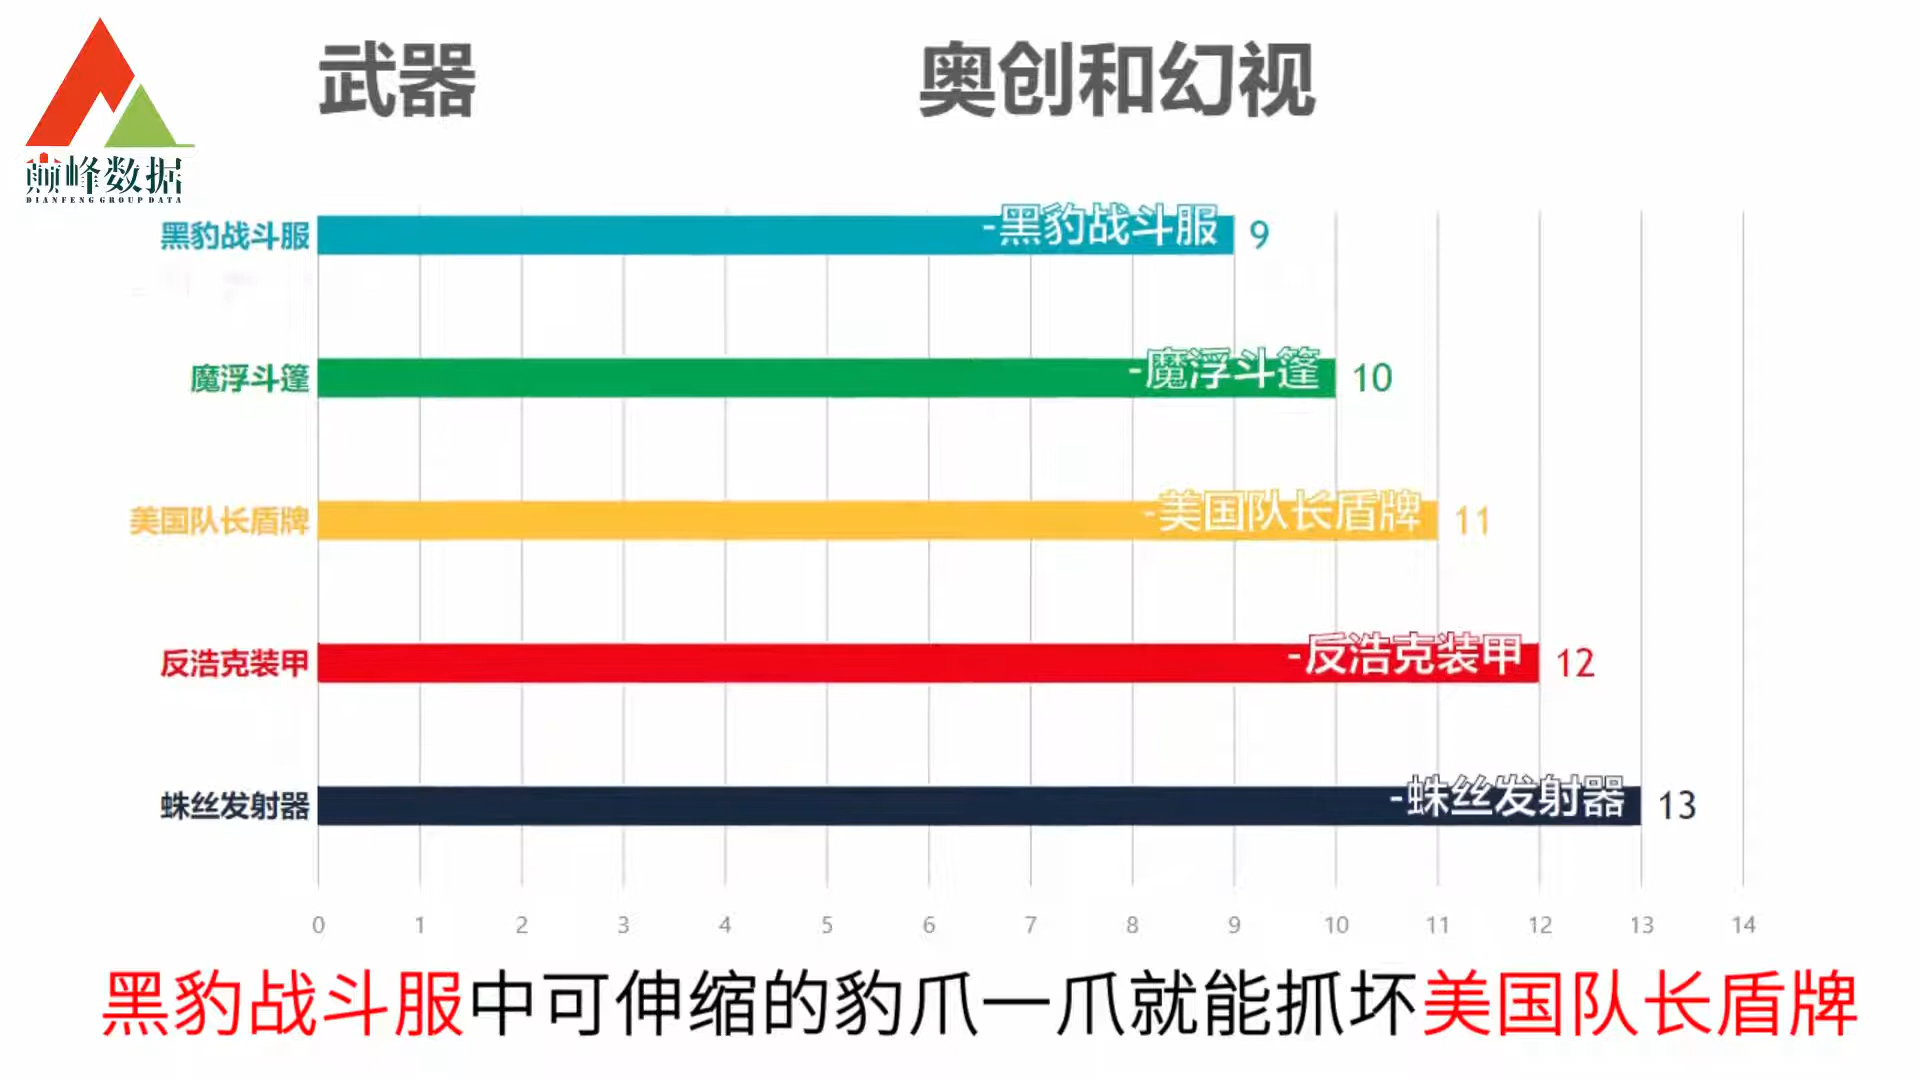 武器
奥创和幻视
巅峰数据
DIANFENG GROUP DATA
黑豹战斗服
-黑豹战斗服
9
魔浮斗篷
-魔浮斗篷
10
美国队长盾牌
-美国队长盾牌
11
反浩克装甲
-反浩克装甲
12
蛛丝发射器
-蛛丝发射器
13
0 1 2 3 4 5 6 7 8 9 10 11 12 13 14
黑豹战斗服中可伸缩的豹爪一爪就能抓坏美国队长盾牌